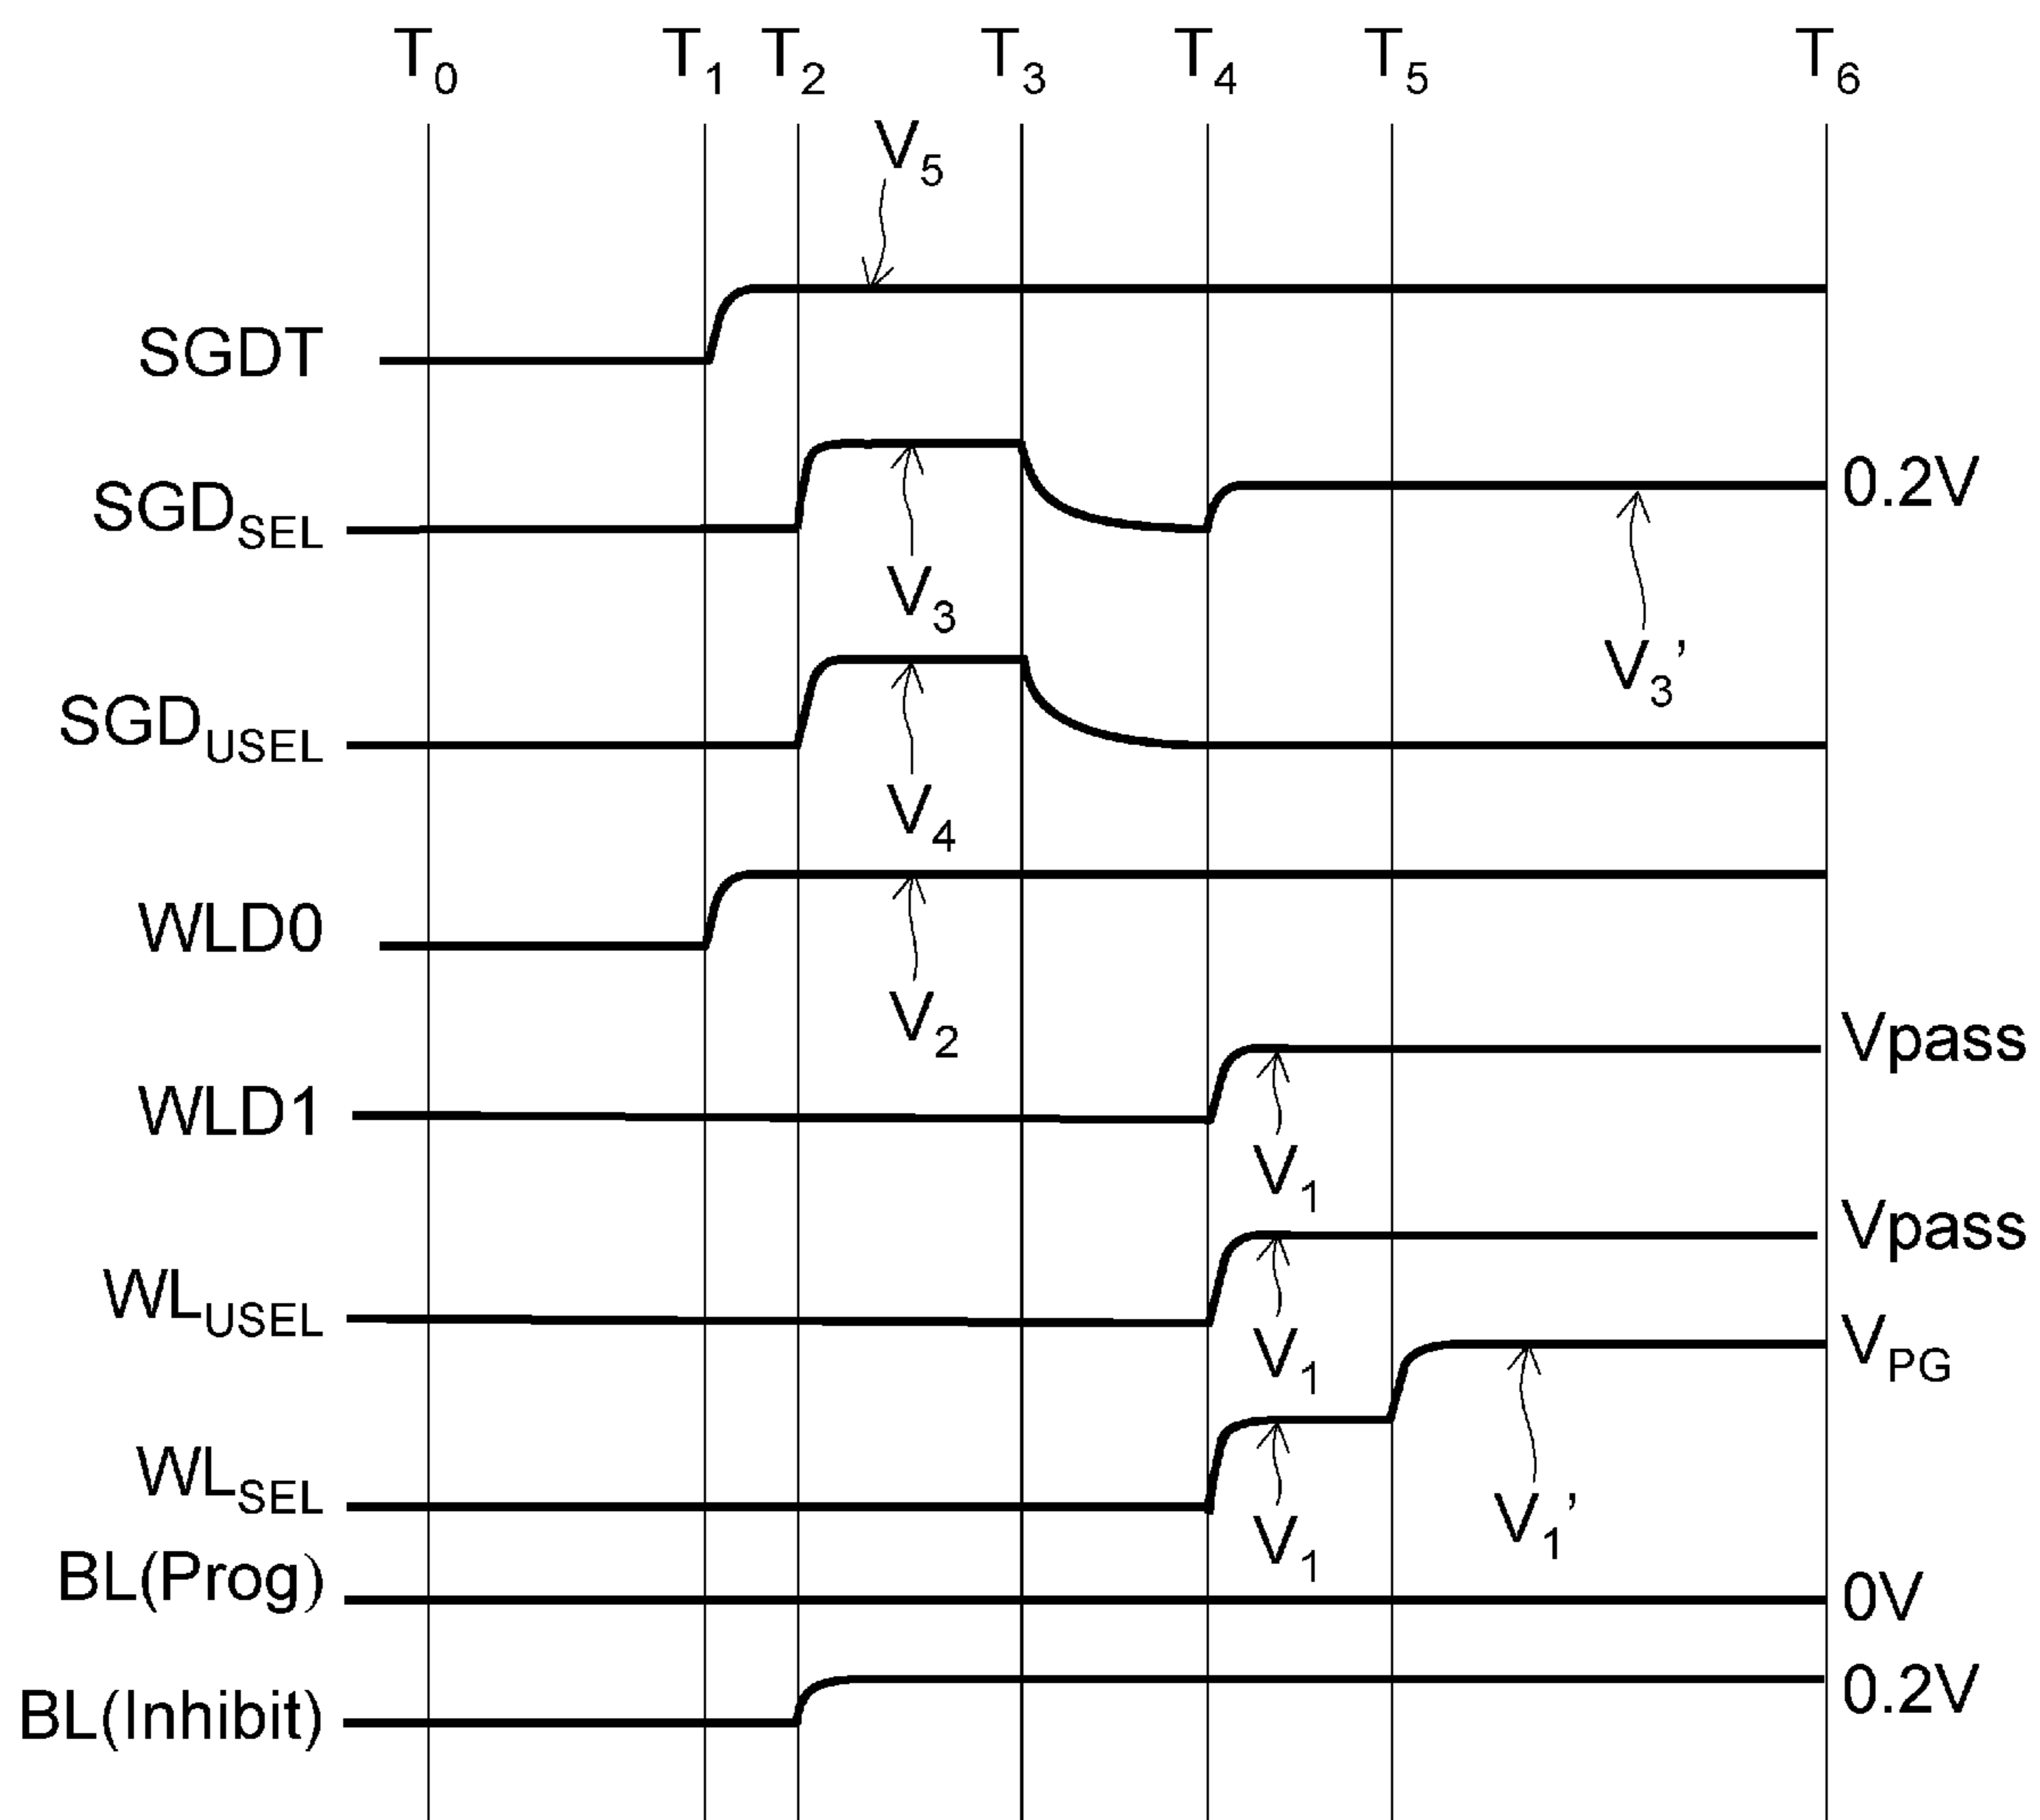 T0 T1 T2 T3 T4 T5 T6
V5
SGDT
SGDSEL 0.2V
V3
V3’
SGDUSEL
V4
WLD0
V2
Vpass
WLD1
V1
Vpass
WLUSEL
V1
VPG
WLSEL
V1
V1’
BL(Prog) 0V
BL(Inhibit) 0.2V